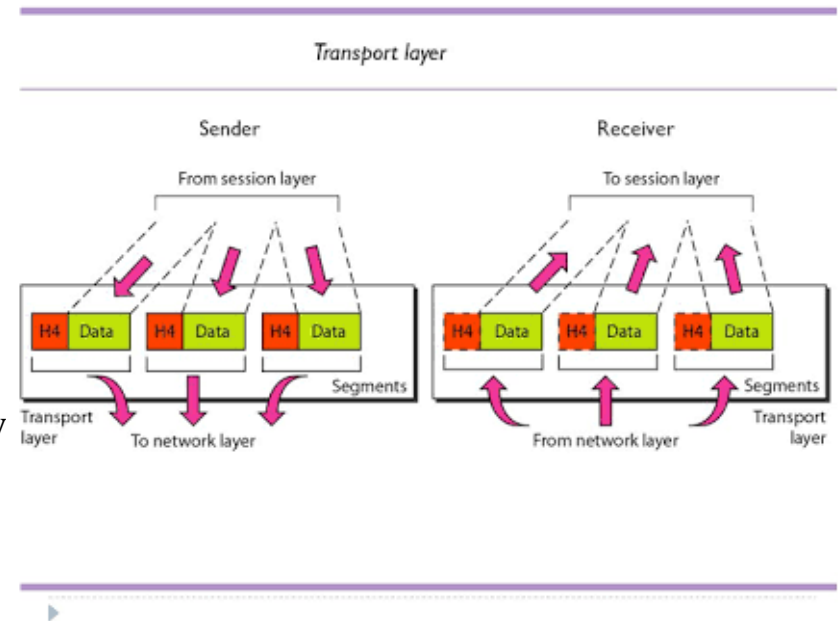 Transport layer
Sender
Receiver
From session layer
To session layer
H4 Data H4 Data H4 Data
H4 Data H4 Data H4 Data
Segments
Segments
y
Transport
layer
To network layer
From network layer
Transport
layer